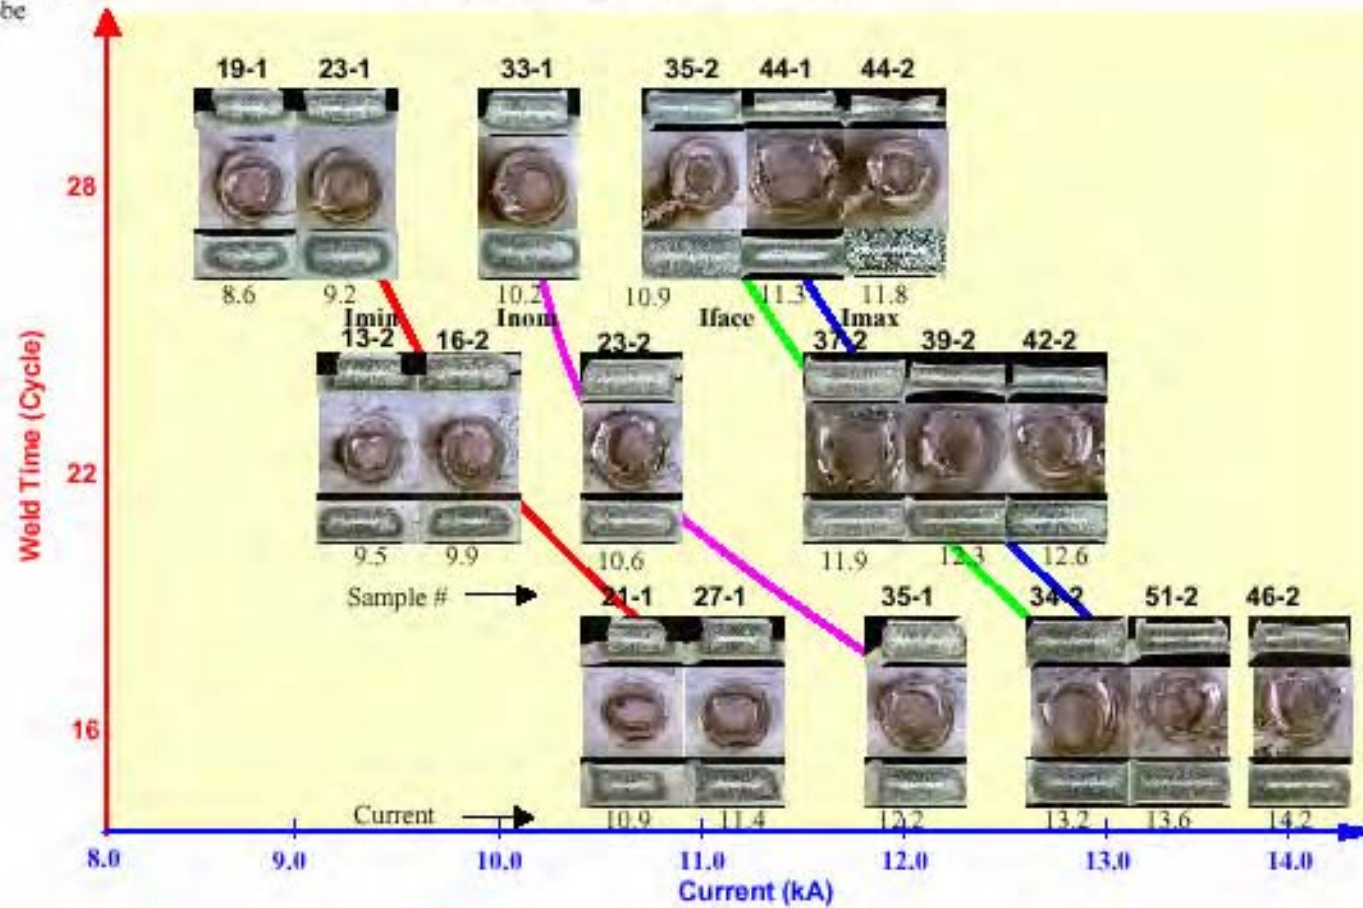 be
19-1 23-1 33-1 35-2 44-1 44-2
28
8.6 9.2 10.2 10.9 11.3 11.8
Imin Inom Iface Imax
13-2 16-2 23-2 37-2 39-2 42-2
Weld Time (Cycle)
22
9.5 9.9 10.6 11.9 12.3 12.6
Sample #
21-1 27-1 35-1 34-2 51-2 46-2
16
Current
10.9 11.4 12.2 13.2 13.6 14.2
8.0 9.0 10.0 11.0 12.0 13.0 14.0
Current (kA)